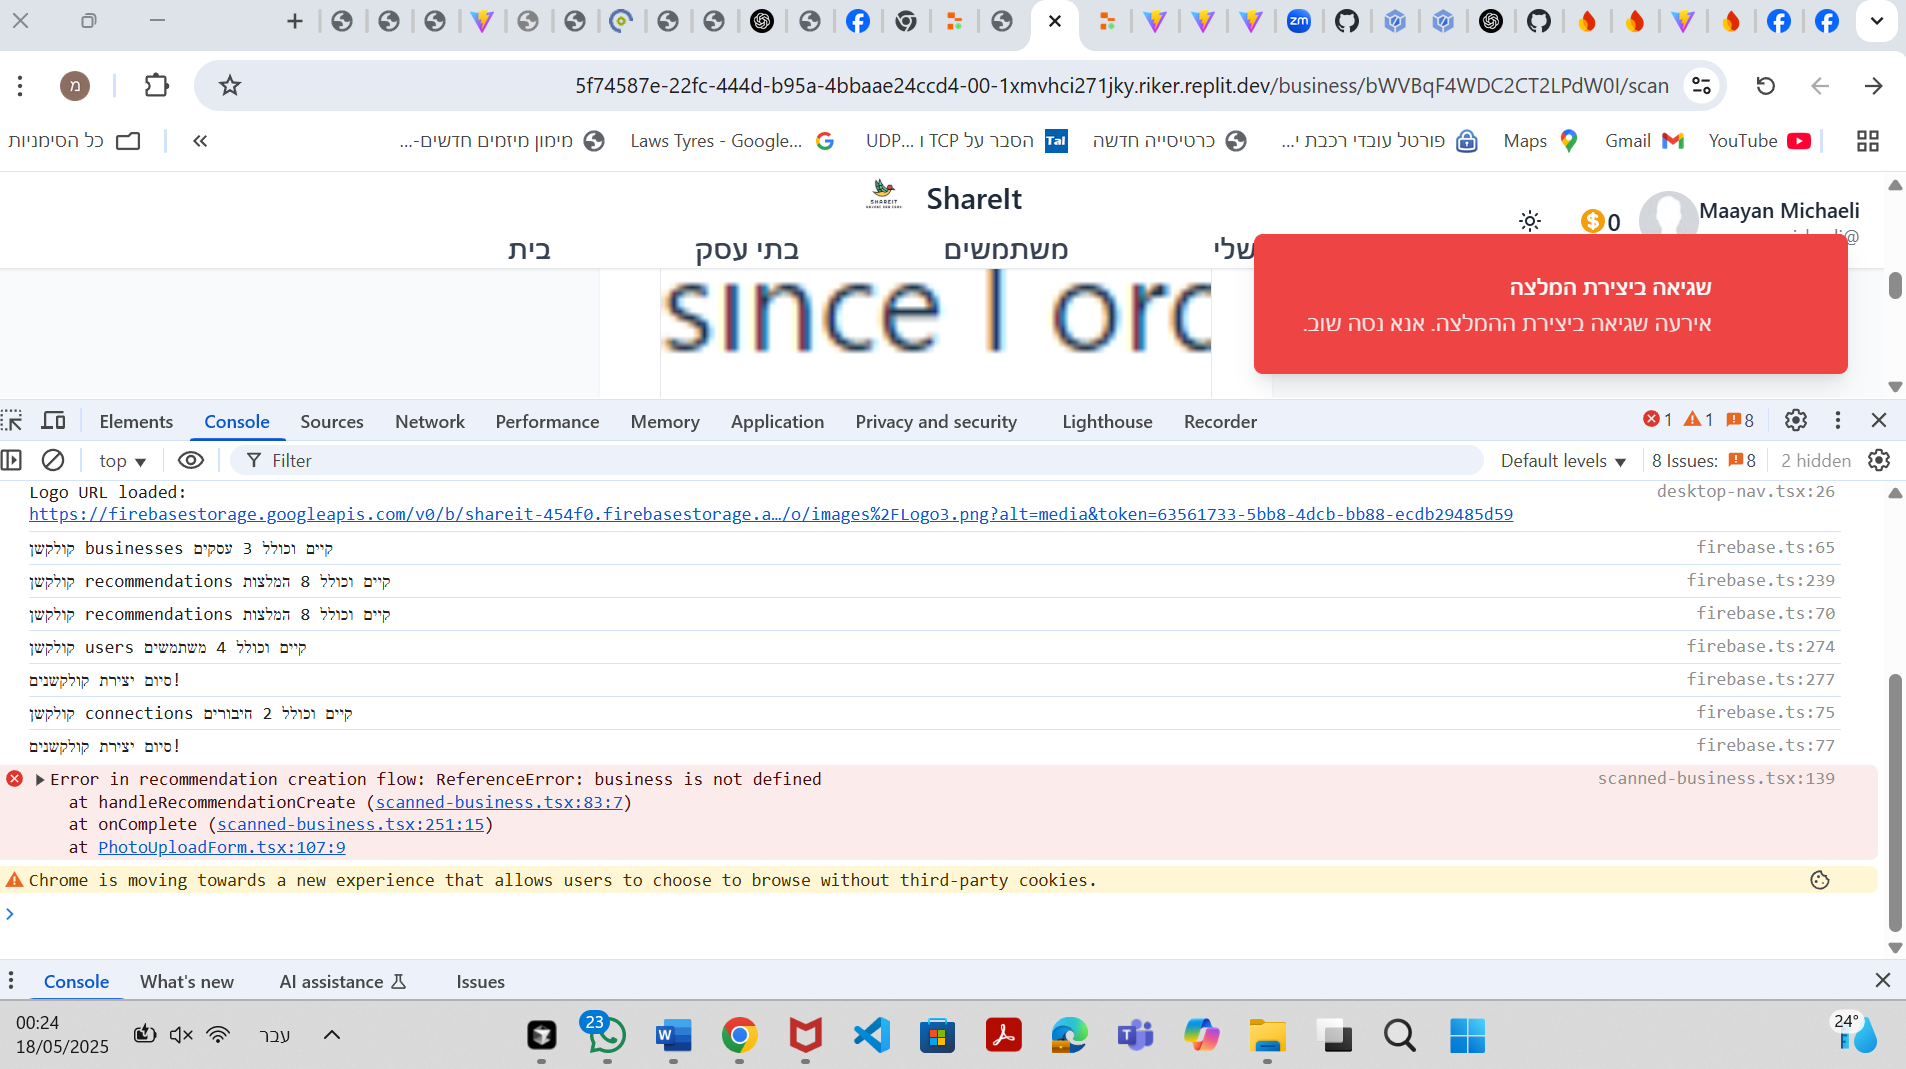 zm
מ
5f74587e-22fc-444d-b95a-4bbaae24ccd4-00-1xmvhci271jky.riker.replit.dev/business/bWVBqF4WDC2CT2LPdW0I/scan
YouTube
Gmail
Maps
פורטל עובדי רכבת י...
כרטיסייה חדשה
Tal
הסבר על TCP ו UDP...
Laws Tyres - Google...
מימון מיזמים חדשים-...
כל הסימניות
SHAREIT
ShareIt
Maayan Michaeli
0
בית
בתי עסק
משתמשים
שלי
since I orc
שגיאה ביצירת המלצה
אירעה שגיאה ביצירת ההמלצה. אנא נסה שוב.
Elements Console Sources Network Performance Memory Application Privacy and security Lighthouse Recorder 1 1 8
top Filter Default levels 8 Issues: 8 2 hidden
Logo URL loaded: desktop-nav.tsx:26
https://firebasestorage.googleapis.com/v0/b/shareit-454f0.firebasestorage.a…/o/images%2FLogo3.png?alt=media&token=63561733-5bb8-4dcb-bb88-ecdb29485d59
קולקשן businesses קיים וכולל 3 עסקים firebase.ts:65
קולקשן recommendations קיים וכולל 8 המלצות firebase.ts:239
קולקשן recommendations קיים וכולל 8 המלצות firebase.ts:70
קולקשן users קיים וכולל 4 משתמשים firebase.ts:274
סיום יצירת קולקשנים! firebase.ts:277
קולקשן connections קיים וכולל 2 חיבורים firebase.ts:75
סיום יצירת קולקשנים! firebase.ts:77
Error in recommendation creation flow: ReferenceError: business is not defined scanned-business.tsx:139
at handleRecommendationCreate (scanned-business.tsx:83:7)
at onComplete (scanned-business.tsx:251:15)
at PhotoUploadForm.tsx:107:9
Chrome is moving towards a new experience that allows users to choose to browse without third-party cookies.
Console What's new AI assistance Issues
00:24
18/05/2025
עבר
23
24°